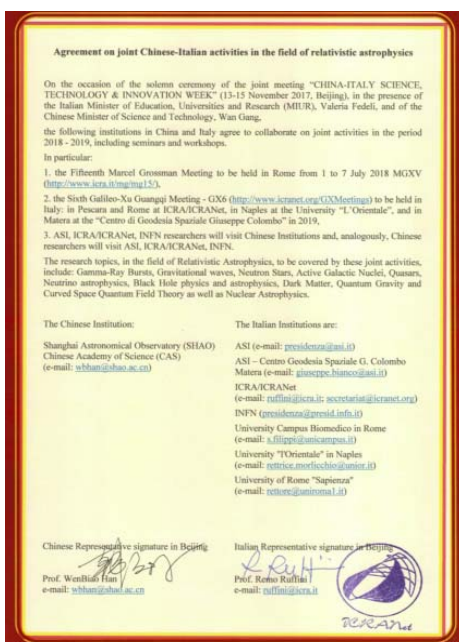 Agreement on joint Chinese-Italian activities in the field of relativistic astrophysics
On the occasion of the solemn ceremony of the joint meeting "CHINA-ITALY SCIENCE,
TECHNOLOGY & INNOVATION WEEK" (13-15 November 2017, Beijing), in the presence of
the Italian Minister of Education, Universities and Research (MIUR), Valeria Fedeli, and of the
Chinese Minister of Science and Technology, Wan Gang,
the following institutions in China and Italy agree to collaborate on joint activities in the period
2018 - 2019, including seminars and workshops.
In particular:
1. the Fifteenth Marcel Grosman Meeting to be held in Rome from 1 to 7 July 2018 MGXV
(http://www.icra.it/mg/mg15/),
2. the Sixth Galileo-Xu Guangqi Meeting - GX6 (http://www.icranet.org/GXMeetings) to be held in
Italy: in Pescara and Rome at ICRA/ICRANet, in Naples at the University "L'Orientale", and in
Matera at the "Centro di Geodesia Spaziale Giuseppe Colombo" in 2019,
3. ASI, ICRA/ICRANet, INFN researchers will visit Chinese Institutions and, analogously, Chinese
researchers will visit ASI, ICRA/ICRANet, INFN.
The research topics, in the field of Relativistic Astrophysics, to be covered by these joint activities,
include: Gamma-Ray Bursts, Gravitational waves, Neutron Stars, Active Galactic Nuclei, Quasars,
Neutrino astrophysics, Black Hole physics and astrophysics, Dark Matter, Quantum Gravity and
Curved Space Quantum Field Theory as well as Nuclear Astrophysics.
The Chinese Institution:
Shanghai Astronomical Observatory (SHAO)
Chinese Academy of Science (CAS)
(e-mail: wbhan@shao.ac.cn)
The Italian Institutions are:
ASI (e-mail: presidenza@asi.it)
ASI – Centro Geodesia Spaziale G. Colombo
Matera (e-mail: giuseppe.bianco@asi.it)
ICRA/ICRANet
(e-mail: ruffini@icra.it; secretariat@icranet.org)
INFN (presidenza@presid.infn.it)
University Campus Biomedico in Rome
(e-mail: s.filippi@unicampus.it)
University "l'Orientale" in Naples
(e-mail: rettrice.morlicchio@unior.it)
University of Rome "Sapienza"
(e-mail: rettore@uniroma1.it)
Chinese Representative signature in Beijing
Prof. WenBiao Han
e-mail: wbhan@shao.ac.cn
Italian Representative signature in Beijing
Prof. Remo Ruffini
e-mail: ruffini@icra.it
ICRANet